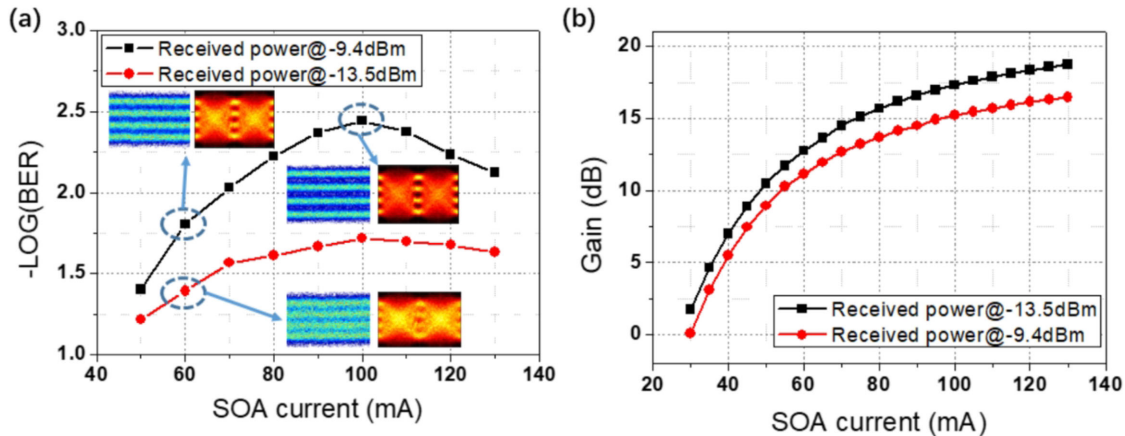 (a)
3.0
2.5
2.0
1.5
1.0
-LOG(BER)
Received power@-9.4dBm
Received power@-13.5dBm
40 60 80 100 120 140
SOA current (mA)
(b)
20
15
10
5
0
Gain (dB)
Received power@-13.5dBm
Received power@-9.4dBm
20 40 60 80 100 120 140
SOA current (mA)